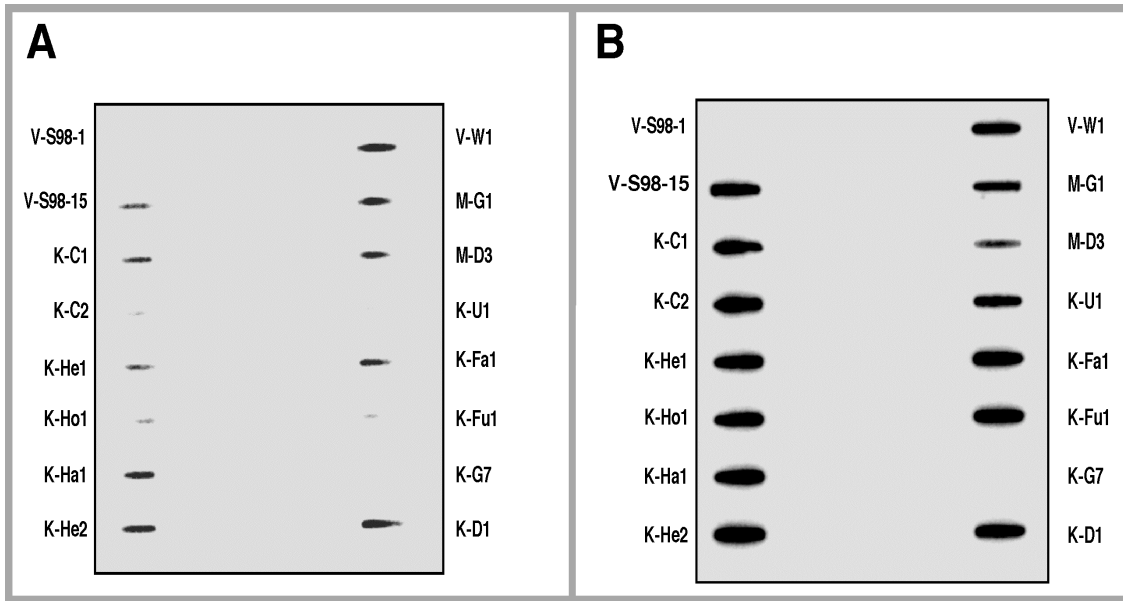 A
V-S98-1
V-S98-15
K-C1
K-C2
K-He1
K-Ho1
K-Ha1
K-He2
V-W1
M-G1
M-D3
K-U1
K-Fa1
K-Fu1
K-G7
K-D1
B
V-S98-1
V-S98-15
K-C1
K-C2
K-He1
K-Ho1
K-Ha1
K-He2
V-W1
M-G1
M-D3
K-U1
K-Fa1
K-Fu1
K-G7
K-D1